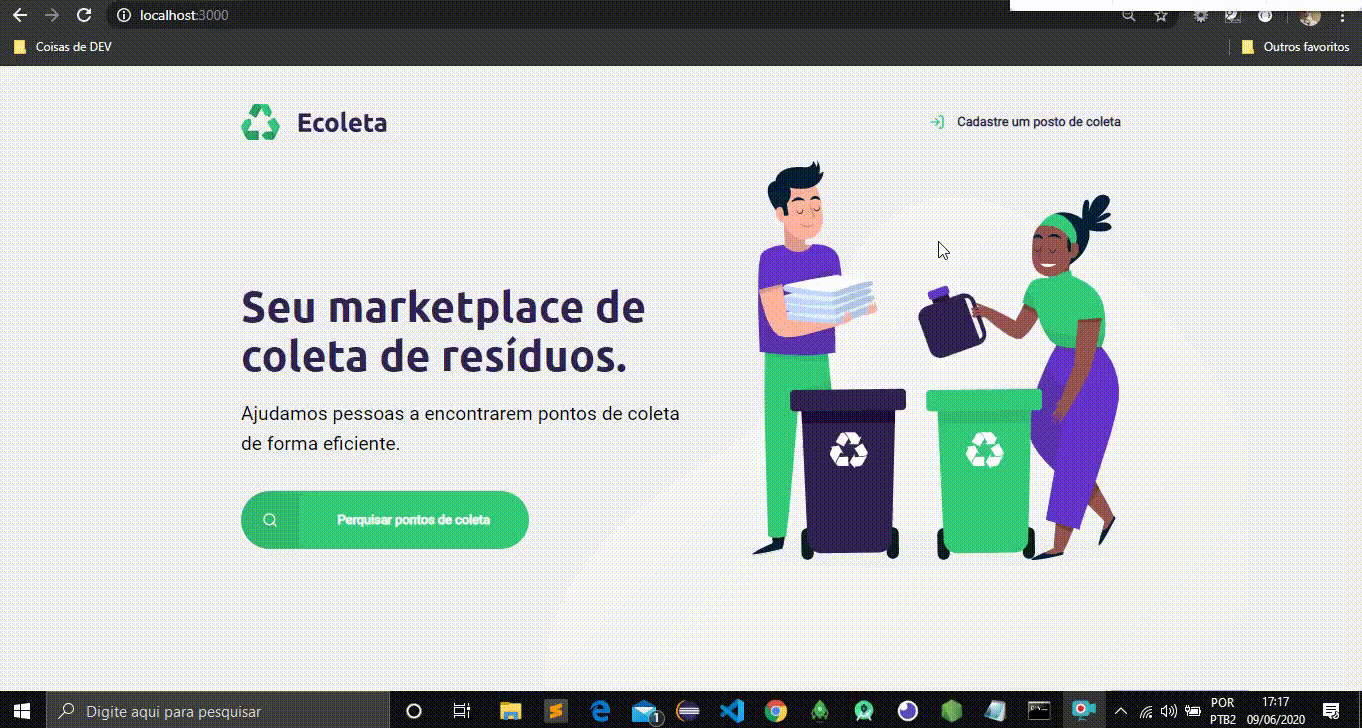 localhost:3000
Coisas de DEV
Outros favoritos
Ecoleta
Cadastre um posto de coleta
Seu marketplace de
coleta de resíduos.
Ajudamos pessoas a encontrarem pontos de coleta
de forma eficiente.
Perquisar pontos de coleta
Digite aqui para pesquisar
1
POR
PTB2
17:17
09/06/2020